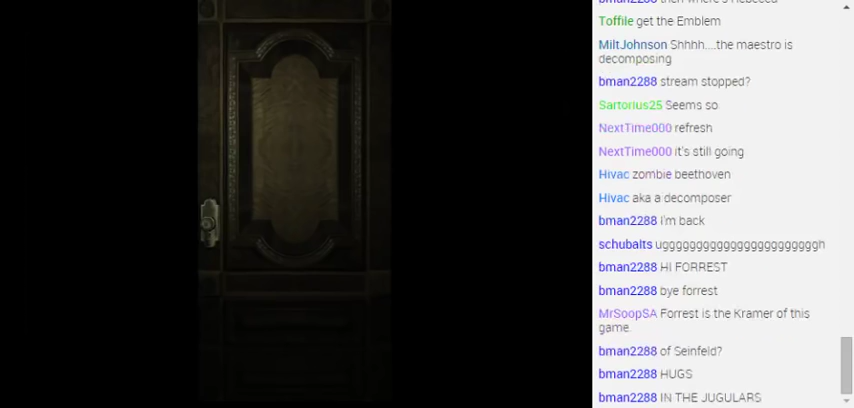 Toffile get the Emblem
MiltJohnson Shhhh....the maestro is
decomposing
bman2288 stream stopped?
Sartorius25 Seems so
NextTime000 refresh
NextTime000 it's still going
Hivac zombie beethoven
Hivac aka a decomposer
bman2288 I'm back
schubaits ugggggggggggggggggggggggh
bman2288 HI FORREST
bman2288 bye forrest
MrSoopSA Forrest is the Kramer of this
game.
bman2288 of Seinfeld?
bman2288 HUGS
bman2288 IN THE JUGULARS